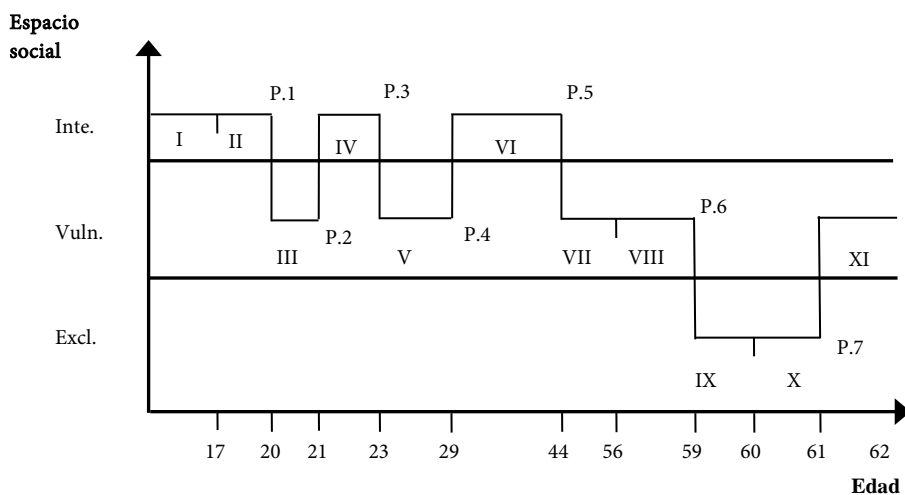 Espacio
social
P.1
P.3
P.5
Inte.
I
II
IV
VI
P.6
Vuln.
P.2
P.4
III
V
VII
VIII
XI
Excl.
P.7
IX
X
17
20
21
23
29
44
56
59
60
61
62
Edad